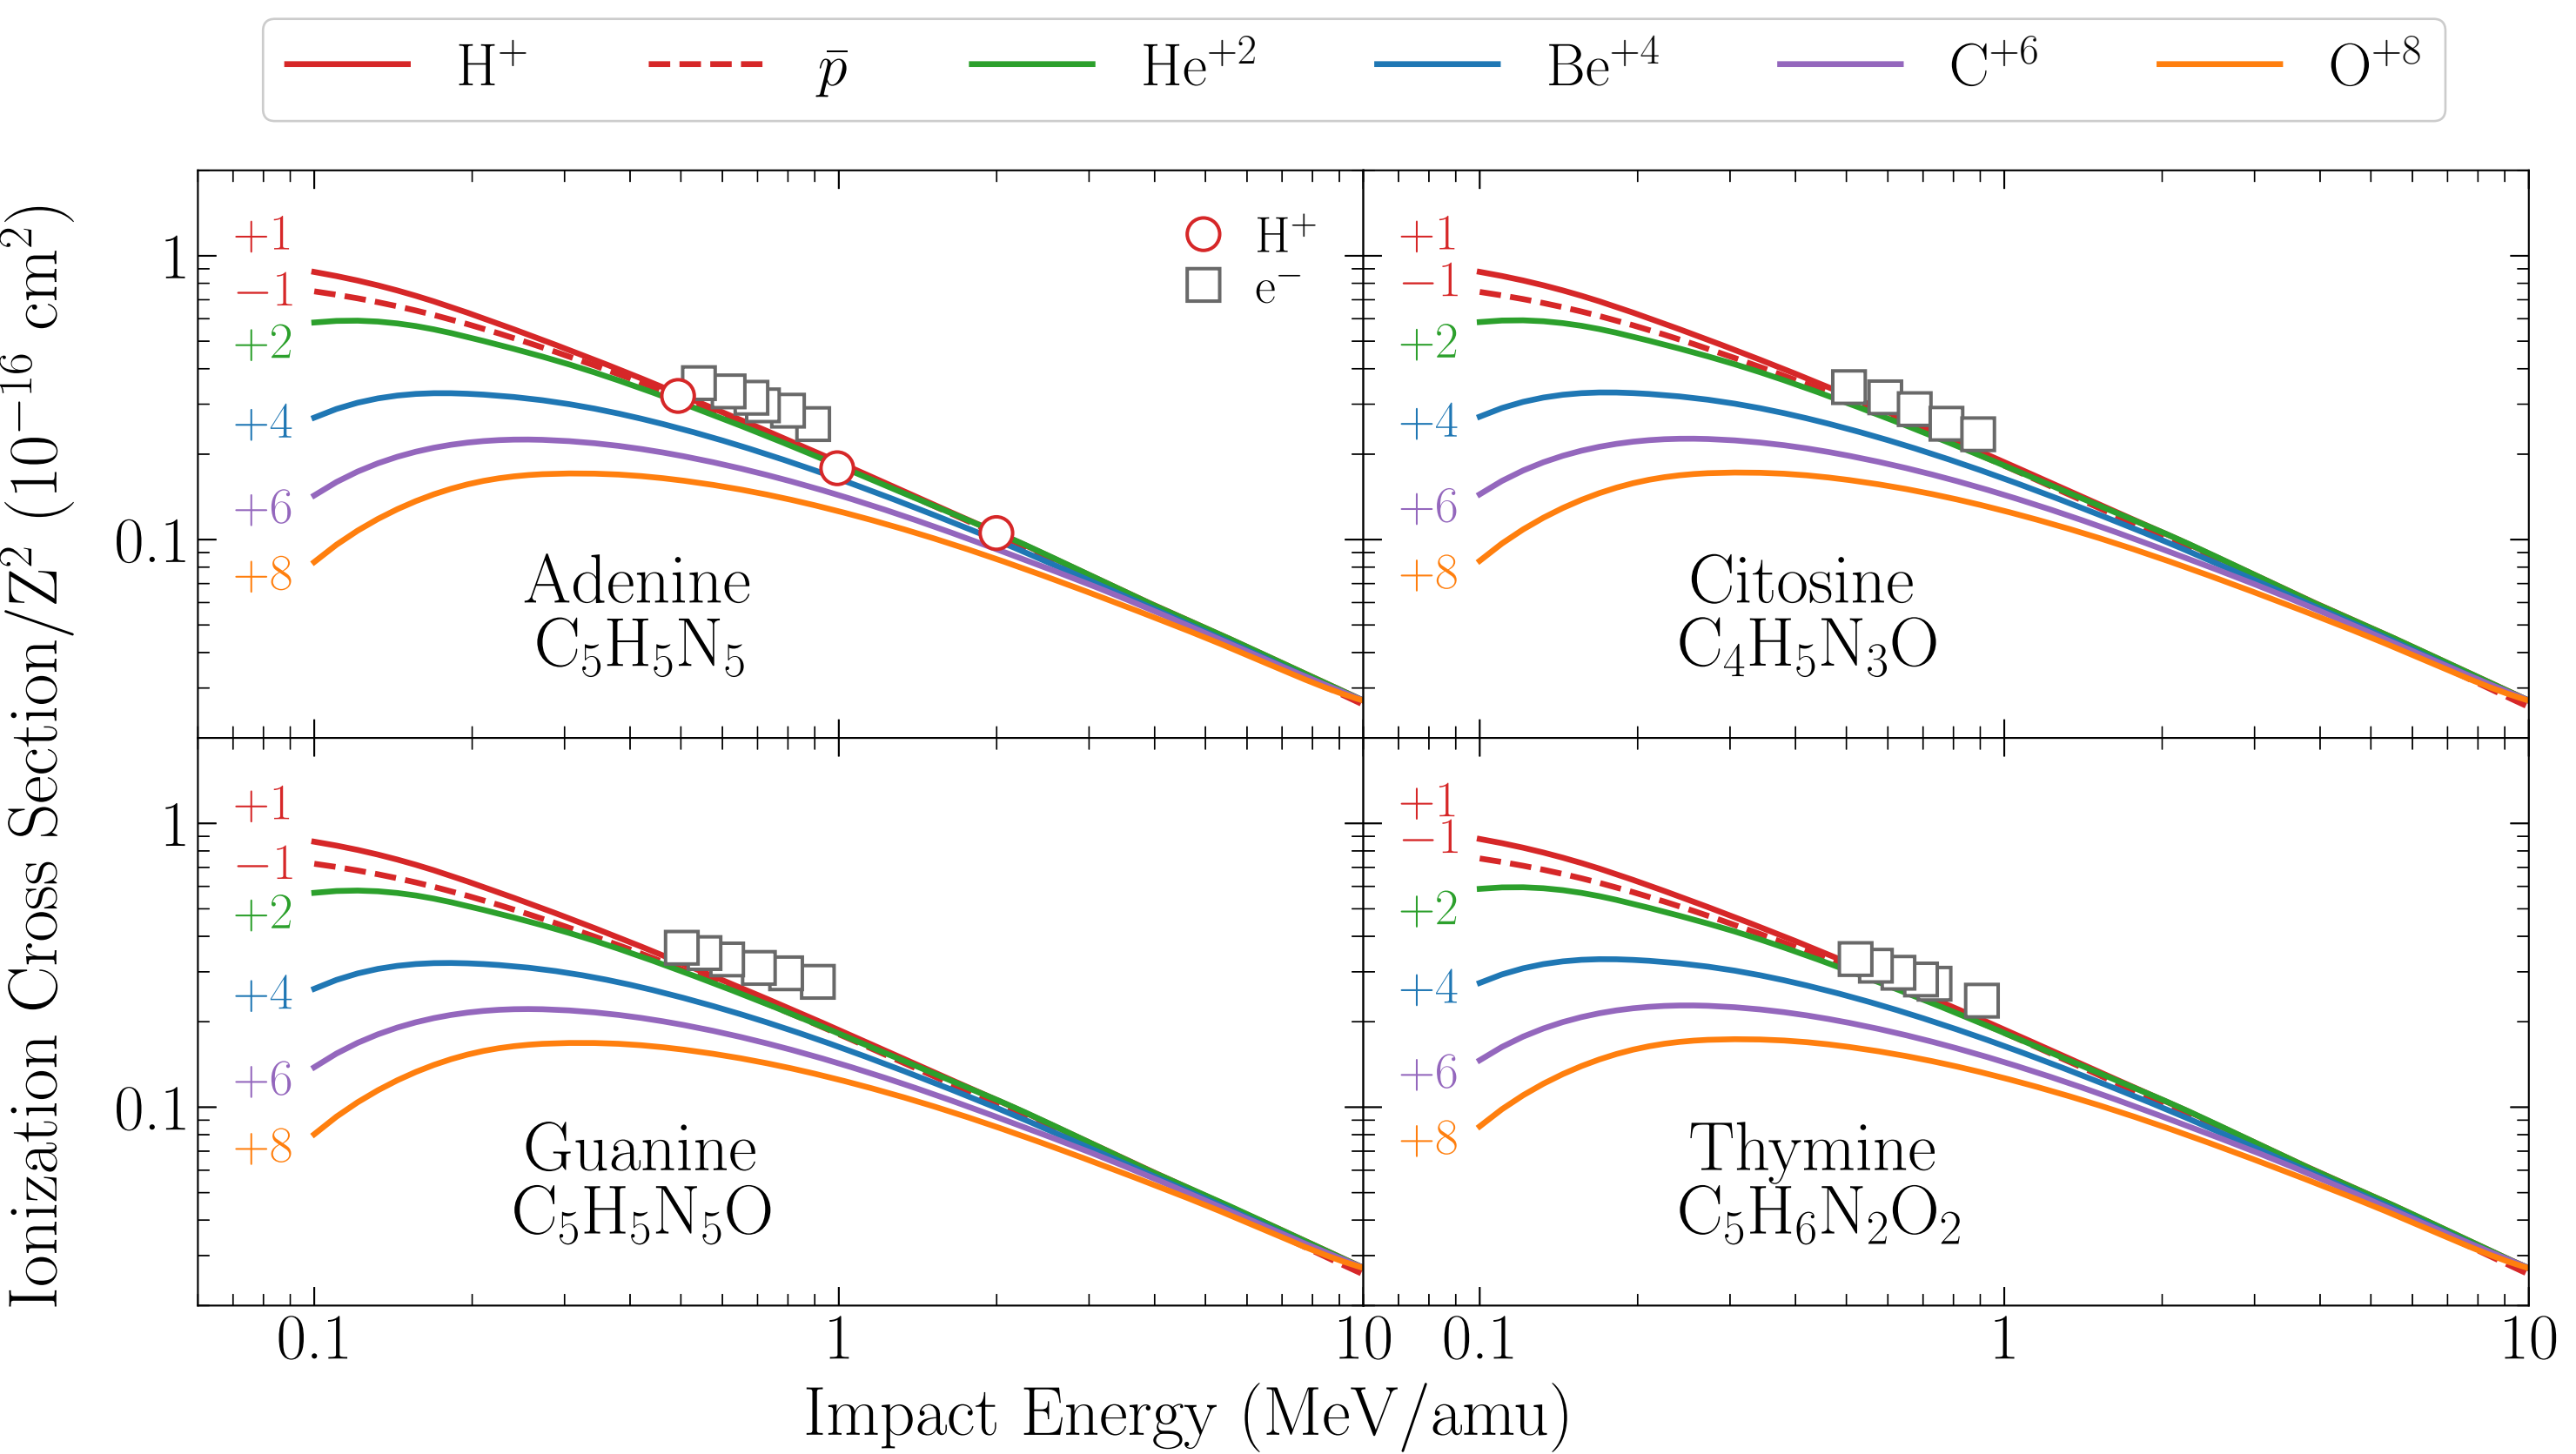 H⁺ p̄ He⁺² Be⁺⁴ C⁺⁶ O⁺⁸
Ionization Cross Section/Z² (10⁻¹⁶ cm²)
1
0.1
+1
−1
+2
+4
+6
+8
H⁺
e⁻
Adenine
C₅H₅N₅
+1
−1
+2
+4
+6
+8
Citosine
C₄H₅N₃O
1
0.1
+1
−1
+2
+4
+6
+8
Guanine
C₅H₅N₅O
+1
−1
+2
+4
+6
+8
Thymine
C₅H₆N₂O₂
0.1 1 10 0.1 1 10
Impact Energy (MeV/amu)